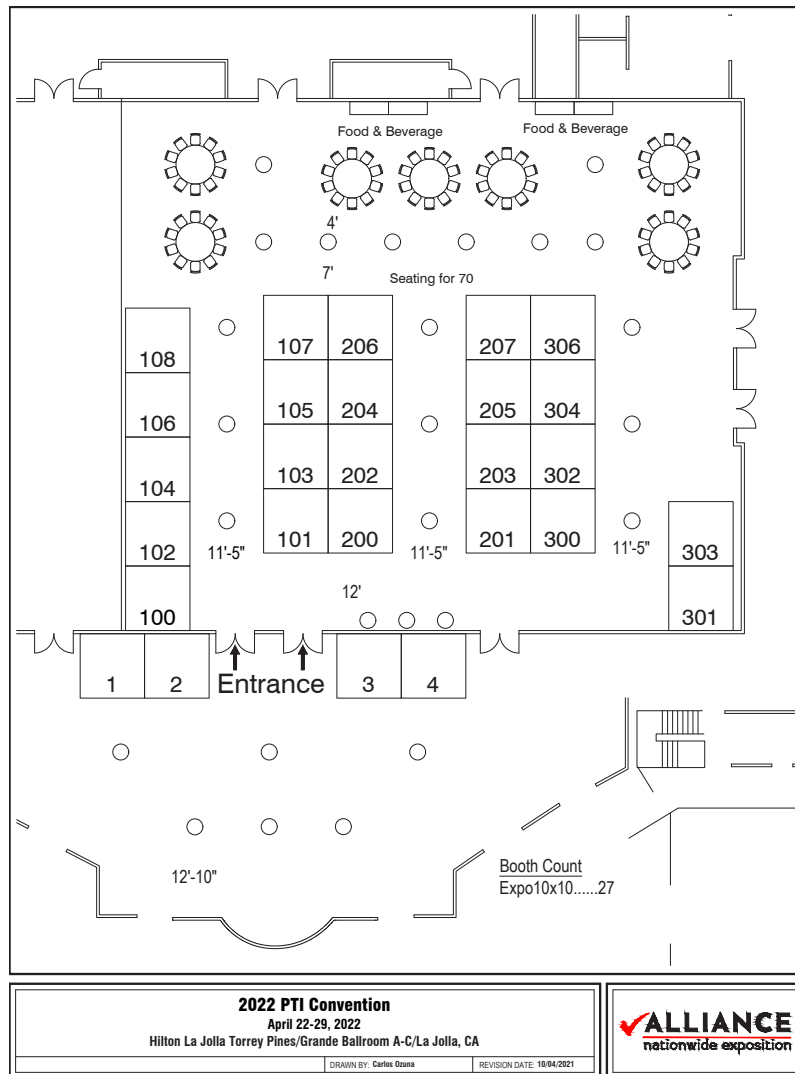 Food & Beverage
Food & Beverage
4'
7'
Seating for 70
107 206
207 306
108
105 204
205 304
106
103 202
203 302
104
101 200
201 300
102
303
11'-5"
11'-5"
11'-5"
12'
100
301
1 2
Entrance
3 4
12'-10"
Booth Count
Expo10x10......27
2022 PTI Convention
April 22-29, 2022
Hilton La Jolla Torrey Pines/Grande Ballroom A-C/La Jolla, CA
DRAWN BY: Carlos Ozuna
REVISION DATE: 10/04/2021
ALLIANCE
nationwide exposition